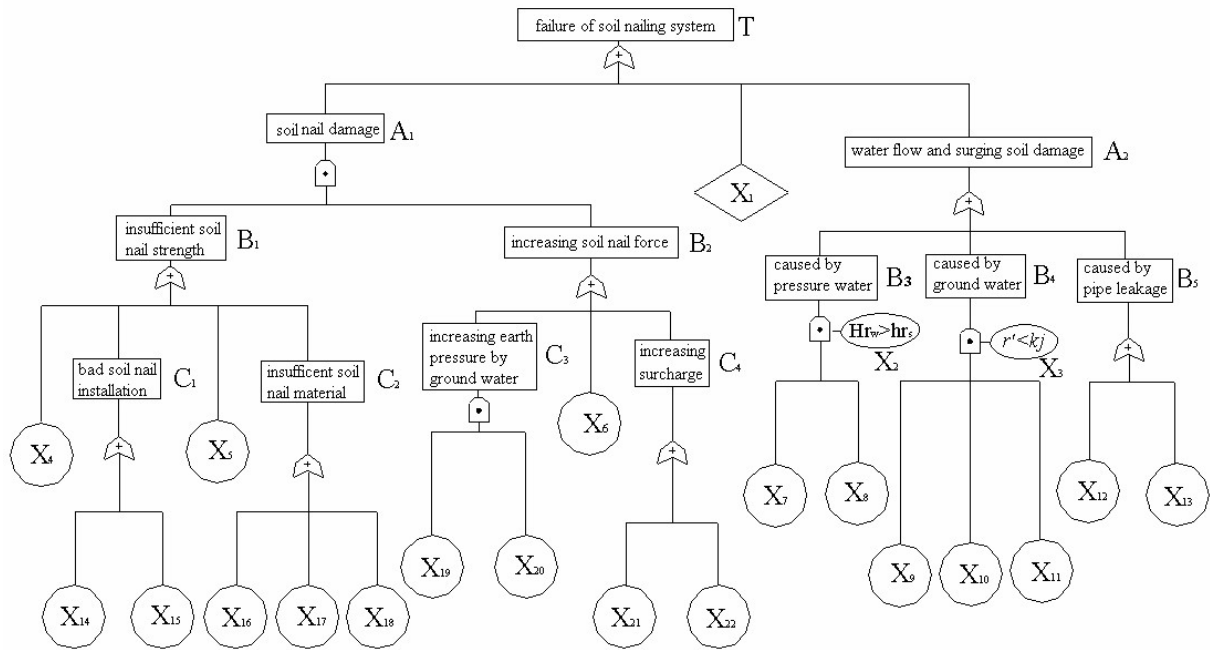 failure of soil nailing system T
+
soil nail damage A1
water flow and surging soil damage A2
•
X1
+
insufficient soil
nail strength
B1
increasing soil nail force B2
caused by
pressure water
B3
caused by
ground water
B4
caused by
pipe leakage
B5
+
+
•
Hrw>hrs
X2
•
r'<kj
X3
+
bad soil nail
installation
C1
insufficent soil
nail material
C2
increasing earth
pressure by
ground water
C3
increasing
surcharge
C4
X4
X5
X6
•
+
+
+
X7
X8
X12
X13
X9
X10
X11
X19
X20
X14
X15
X16
X17
X18
X21
X22